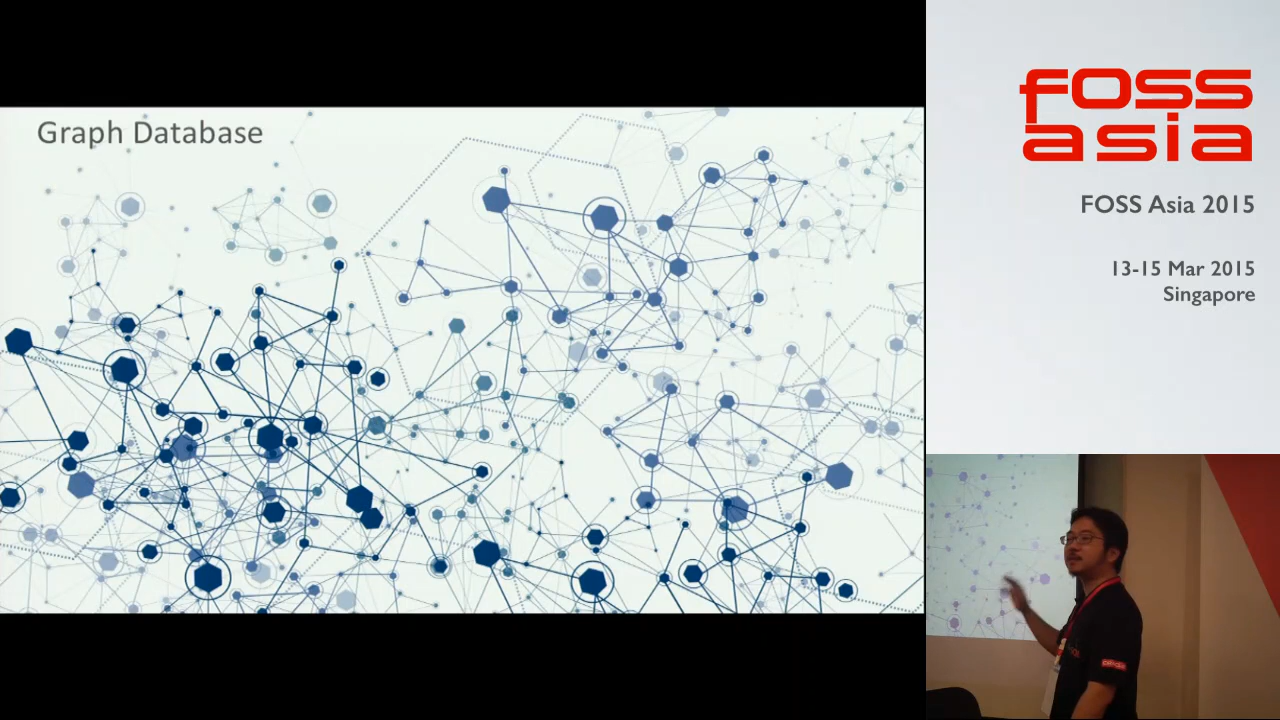 Graph Database
foss
asia
FOSS Asia 2015
13-15 Mar 2015
Singapore